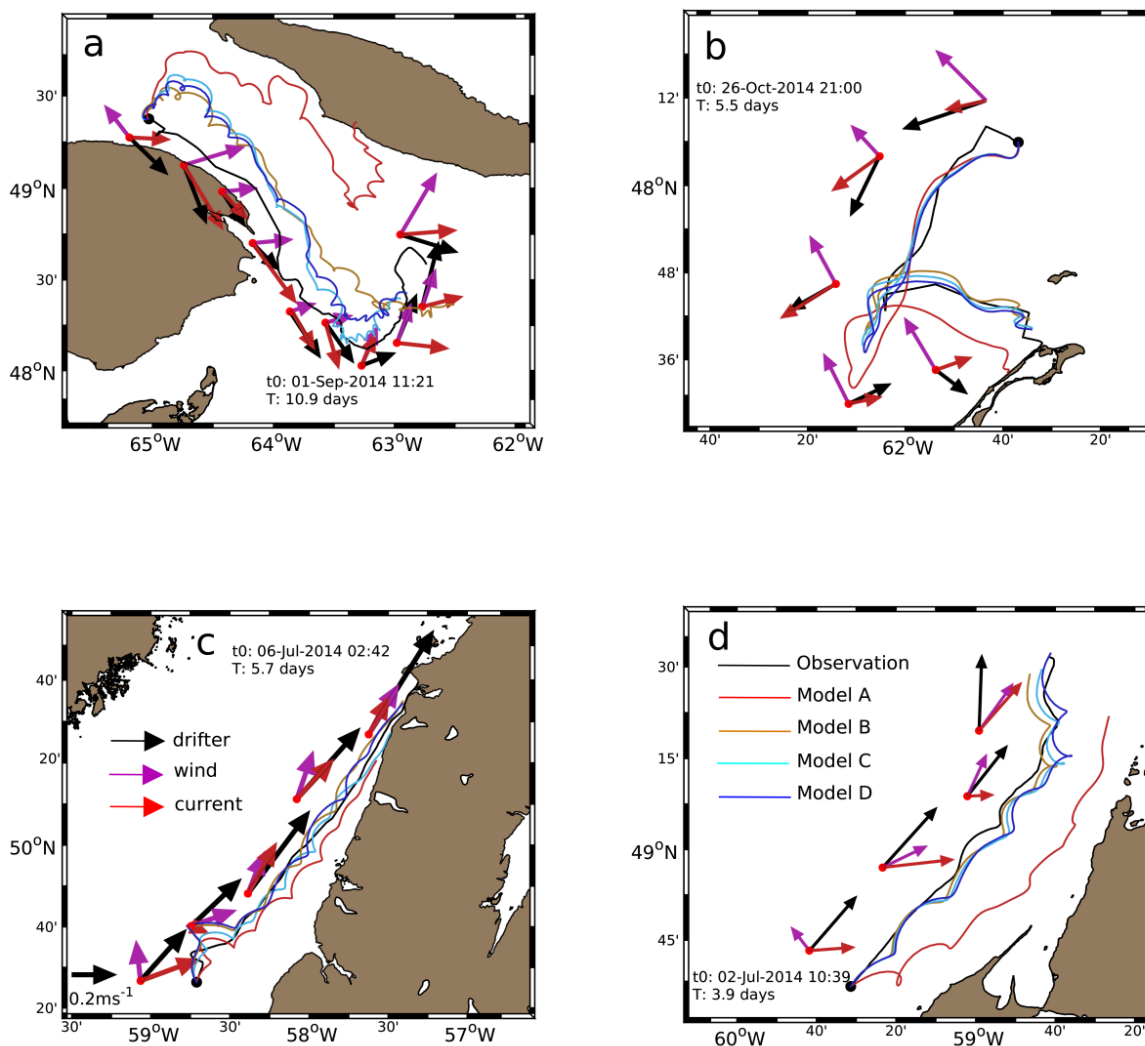 a
30'
49°N
30'
48°N
t0: 01-Sep-2014 11:21
T: 10.9 days
65°W
64°W
63°W
62°W
b
t0: 26-Oct-2014 21:00
T: 5.5 days
12'
48°N
48'
36'
40'
20'
62°W
40'
20'
c
t0: 06-Jul-2014 02:42
T: 5.7 days
40'
20'
50°N
40'
20'
drifter
wind
current
0.2ms-1
30'
59°W
30'
58°W
30'
57°W
d
Observation
Model A
Model B
Model C
Model D
30'
15'
49°N
45'
t0: 02-Jul-2014 10:39
T: 3.9 days
60°W
40'
20'
59°W
40'
20'